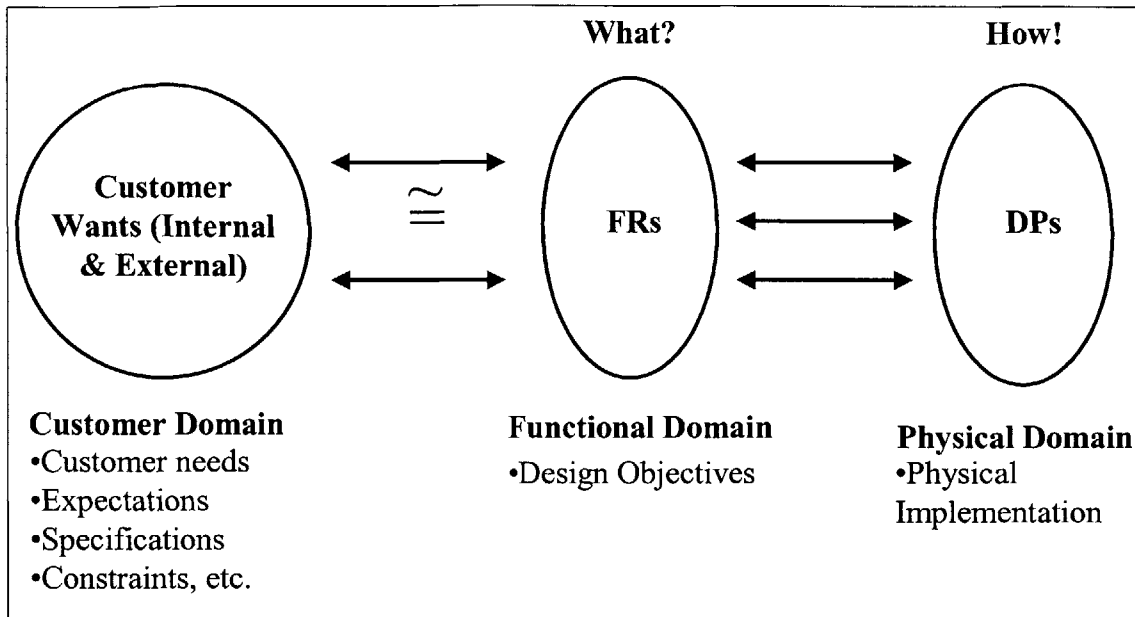 What?
How!
Customer
Wants (Internal
& External)
≅
FRs
DPs
Customer Domain
•Customer needs
•Expectations
•Specifications
•Constraints, etc.
Functional Domain
•Design Objectives
Physical Domain
•Physical
Implementation